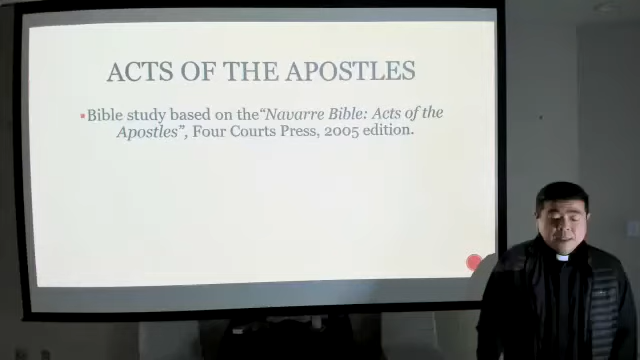 ACTS OF THE APOSTLES
▪Bible study based on the“Navarre Bible: Acts of the
Apostles”, Four Courts Press, 2005 edition.